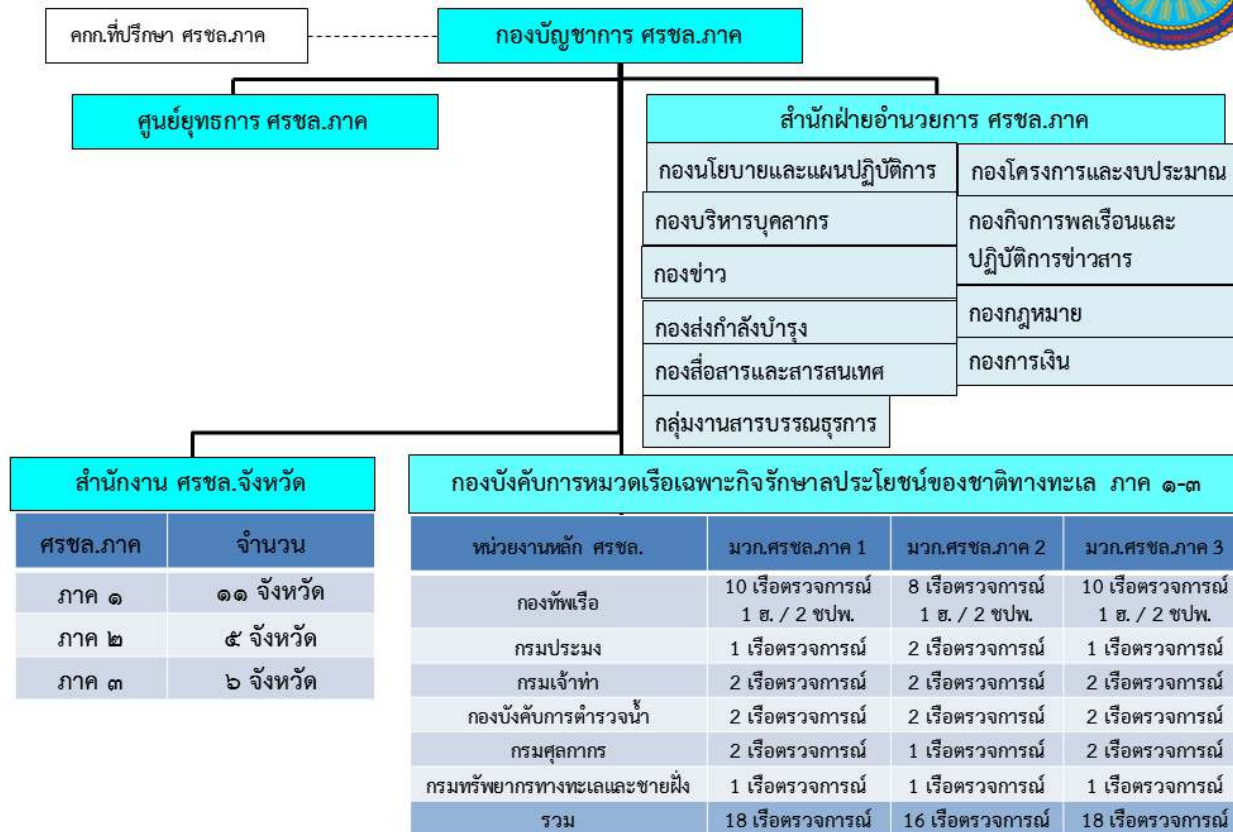 คกก.ที่ปรึกษา ศรชล.ภาค
กองบัญชาการ ศรชล.ภาค
ศูนย์ยุทธการ ศรชล.ภาค
สำนักฝ่ายอำนวยการ ศรชล.ภาค
กองนโยบายและแผนปฏิบัติการ
กองบริหารบุคลากร
กองข่าว
กองส่งกำลังบำรุง
กองสื่อสารและสารสนเทศ
กลุ่มงานสารบรรณธุรการ
กองโครงการและงบประมาณ
กองกิจการพลเรือนและ
ปฏิบัติการข่าวสาร
กองกฎหมาย
กองการเงิน
สำนักงาน ศรชล.จังหวัด
ศรชล.ภาค จำนวน
ภาค ๑ ๑๑ จังหวัด
ภาค ๒ ๕ จังหวัด
ภาค ๓ ๖ จังหวัด
กองบังคับการหมวดเรือเฉพาะกิจรักษาลประโยชน์ของชาติทางทะเล ภาค ๑-๓
หน่วยงานหลัก ศรชล. มวก.ศรชล.ภาค 1 มวก.ศรชล.ภาค 2 มวก.ศรชล.ภาค 3
กองทัพเรือ 10 เรือตรวจการณ์ 8 เรือตรวจการณ์ 10 เรือตรวจการณ์
1 ฮ. / 2 ชปพ. 1 ฮ. / 2 ชปพ. 1 ฮ. / 2 ชปพ.
กรมประมง 1 เรือตรวจการณ์ 2 เรือตรวจการณ์ 1 เรือตรวจการณ์
กรมเจ้าท่า 2 เรือตรวจการณ์ 2 เรือตรวจการณ์ 2 เรือตรวจการณ์
กองบังคับการตำรวจน้ำ 2 เรือตรวจการณ์ 2 เรือตรวจการณ์ 2 เรือตรวจการณ์
กรมศุลกากร 2 เรือตรวจการณ์ 1 เรือตรวจการณ์ 2 เรือตรวจการณ์
กรมทรัพยากรทางทะเลและชายฝั่ง 1 เรือตรวจการณ์ 1 เรือตรวจการณ์ 1 เรือตรวจการณ์
รวม 18 เรือตรวจการณ์ 16 เรือตรวจการณ์ 18 เรือตรวจการณ์